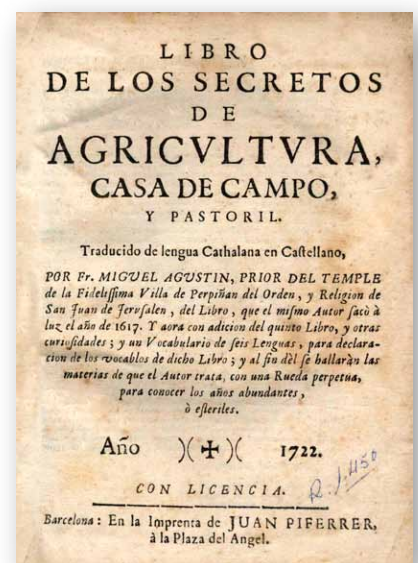 LIBRO
DE LOS SECRETOS
DE
AGRICVLTVRA,
CASA DE CAMPO,
Y PASTORIL.
Traducido de lengua Cathalana en Caſtellano,
POR Fr. MIGVEL AGVSTIN, PRIOR DEL TEMPLE
de la Fideliſſima Villa de Perpiñan del Orden, y Religion de
San Juan de Jeruſalen, del Libro, que el miſmo Autor ſacò à
luz el año de 1617. Y aora con adicion del quinto Libro, y otras
curioſidades; y un Vocabulario de ſeis Lenguas, para declara-
cion de los vocablos de dicho Libro; y al fin dèl ſe hallaràn las
materias de que el Autor trata, con una Rueda perpetua,
para conocer los años abundantes,
ò eſteriles.
Año )( ✠ )( 1722.
CON LICENCIA.
Barcelona: En la Imprenta de JUAN PIFERRER,
à la Plaza del Angel.